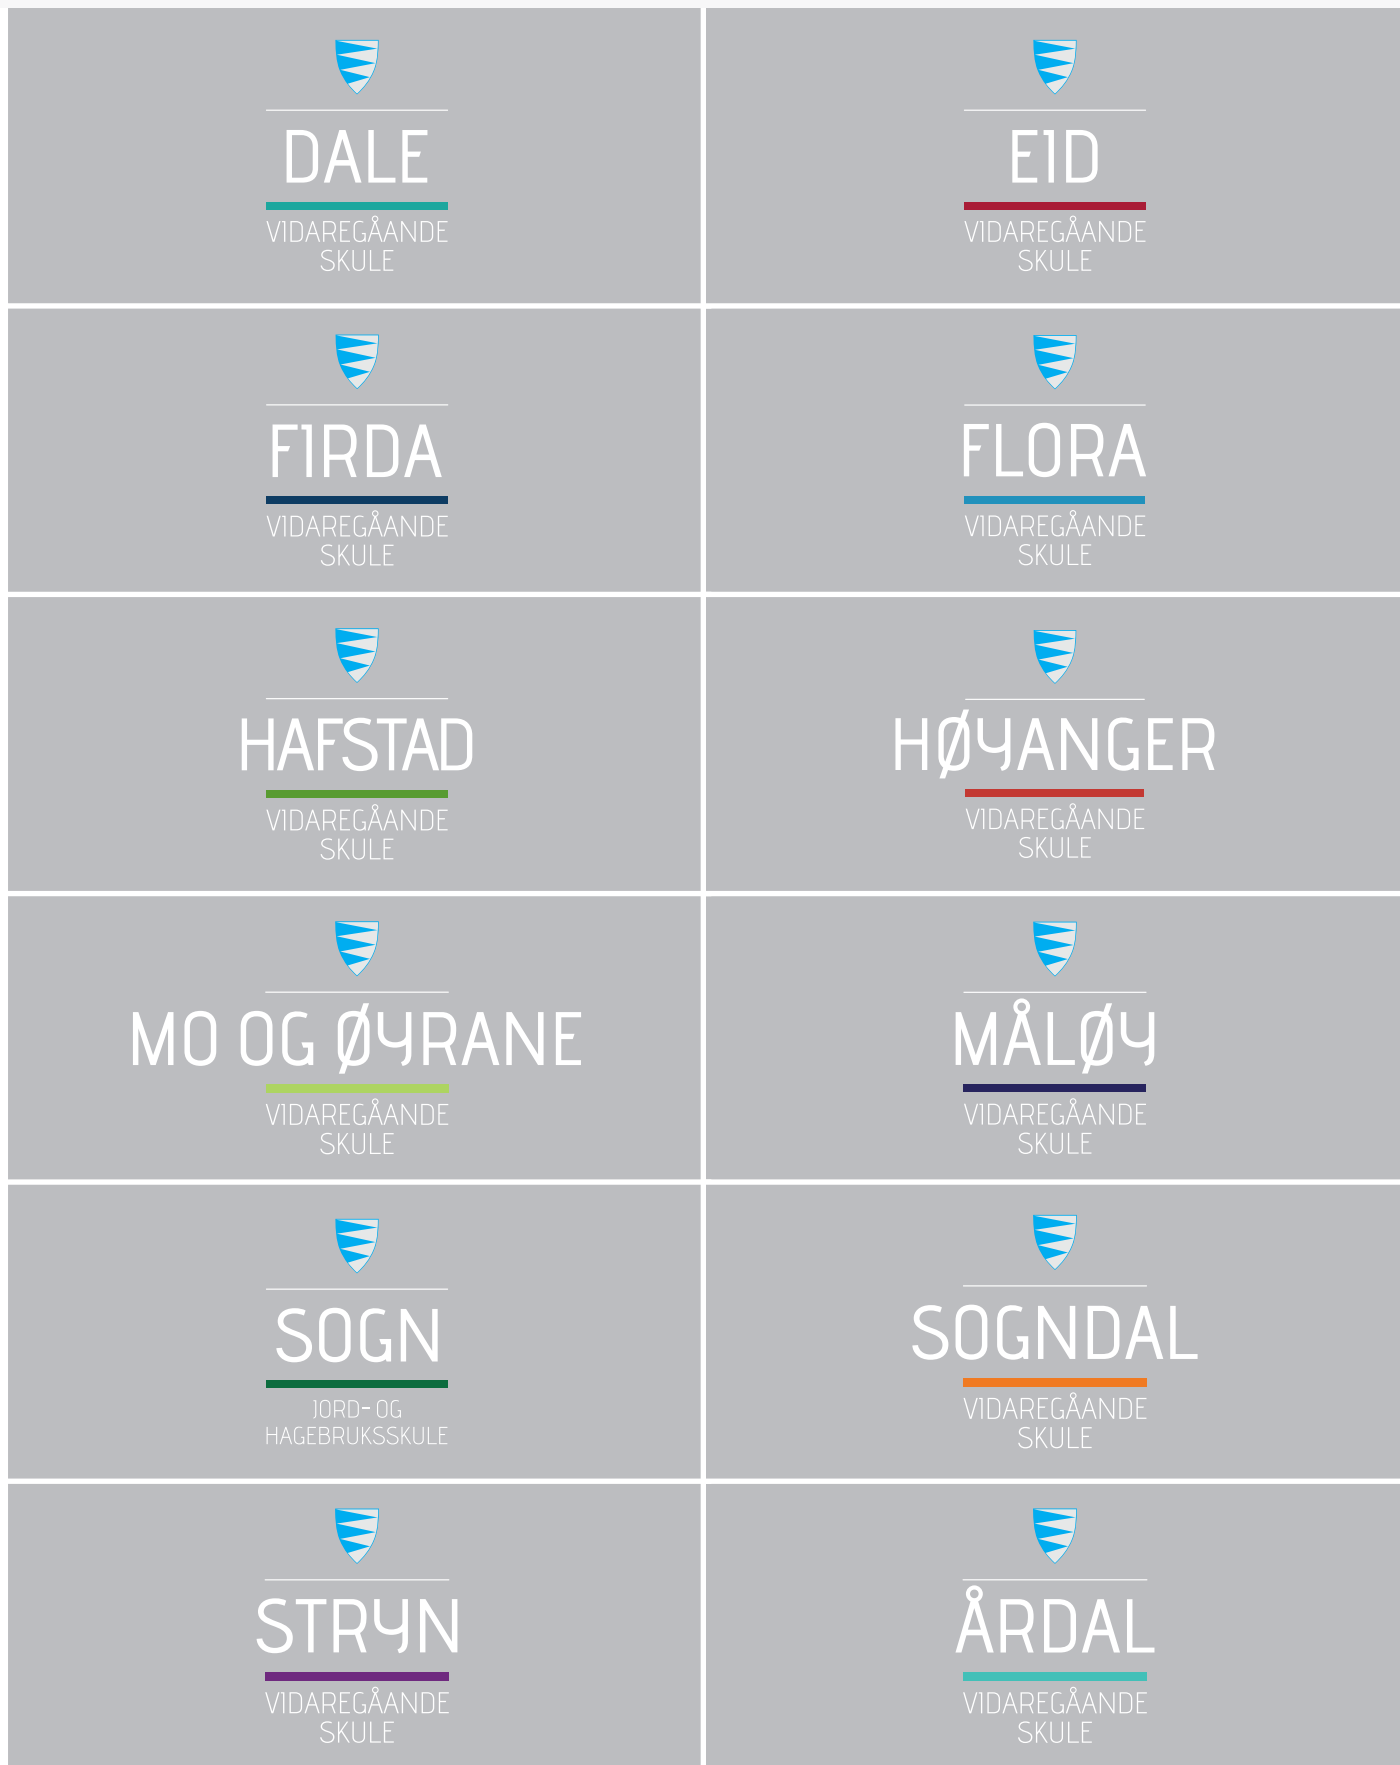 DALE
VIDAREGÅANDE
SKULE
EID
VIDAREGÅANDE
SKULE
FIRDA
VIDAREGÅANDE
SKULE
FLORA
VIDAREGÅANDE
SKULE
HAFSTAD
VIDAREGÅANDE
SKULE
HØYANGER
VIDAREGÅANDE
SKULE
MO OG ØYRANE
VIDAREGÅANDE
SKULE
MÅLØY
VIDAREGÅANDE
SKULE
SOGN
JORD- OG
HAGEBRUKSSKULE
SOGNDAL
VIDAREGÅANDE
SKULE
STRYN
VIDAREGÅANDE
SKULE
ÅRDAL
VIDAREGÅANDE
SKULE